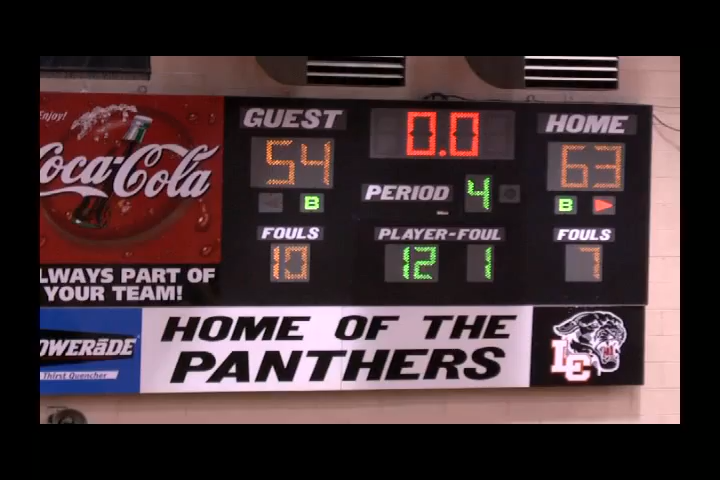 Enjoy!
Coca-Cola
LWAYS PART OF
YOUR TEAM!
GUEST
0.0
HOME
54
63
PERIOD 4
B
B
FOULS
PLAYER-FOUL
FOULS
10
12 1
7
OWERADE
Thirst Quencher
HOME OF THE
PANTHERS
LC